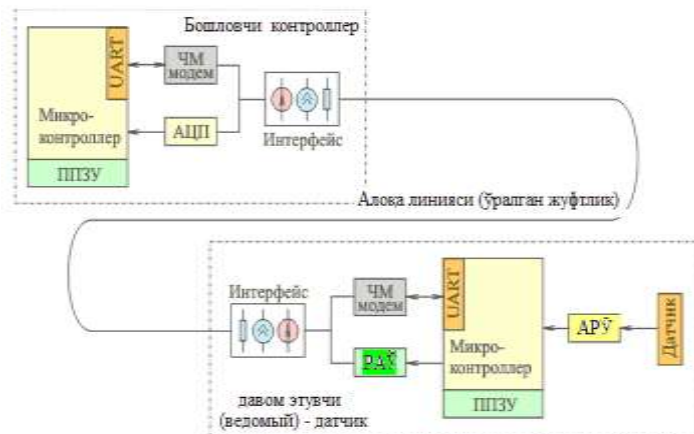 Бошловчи контроллер
UART
ЧМ
модем
Микро-
контроллер
АЦП
Интерфейс
ППЗУ
Алоқа линияси (ўралган жуфтлик)
Интерфейс
ЧМ
модем
UART
АРЎ
Датчик
РАЎ
Микро-
контроллер
давом этувчи
(ведомый) - датчик
ППЗУ